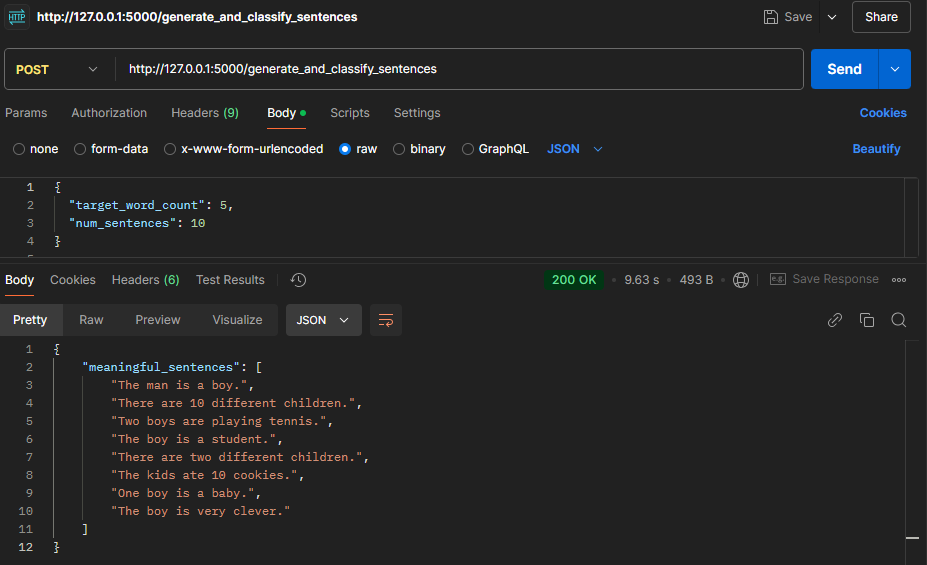 HTTP http://127.0.0.1:5000/generate_and_classify_sentences Save Share
POST http://127.0.0.1:5000/generate_and_classify_sentences Send
Params Authorization Headers (9) Body Scripts Settings Cookies
none form-data x-www-form-urlencoded raw binary GraphQL JSON Beautify
1 {
2 "target_word_count": 5,
3 "num_sentences": 10
4 }
Body Cookies Headers (6) Test Results 200 OK 9.63 s 493 B e.g. Save Response
Pretty Raw Preview Visualize JSON
1 {
2 "meaningful_sentences": [
3 "The man is a boy.",
4 "There are 10 different children.",
5 "Two boys are playing tennis.",
6 "The boy is a student.",
7 "There are two different children.",
8 "The kids ate 10 cookies.",
9 "One boy is a baby.",
10 "The boy is very clever."
11 ]
12 }